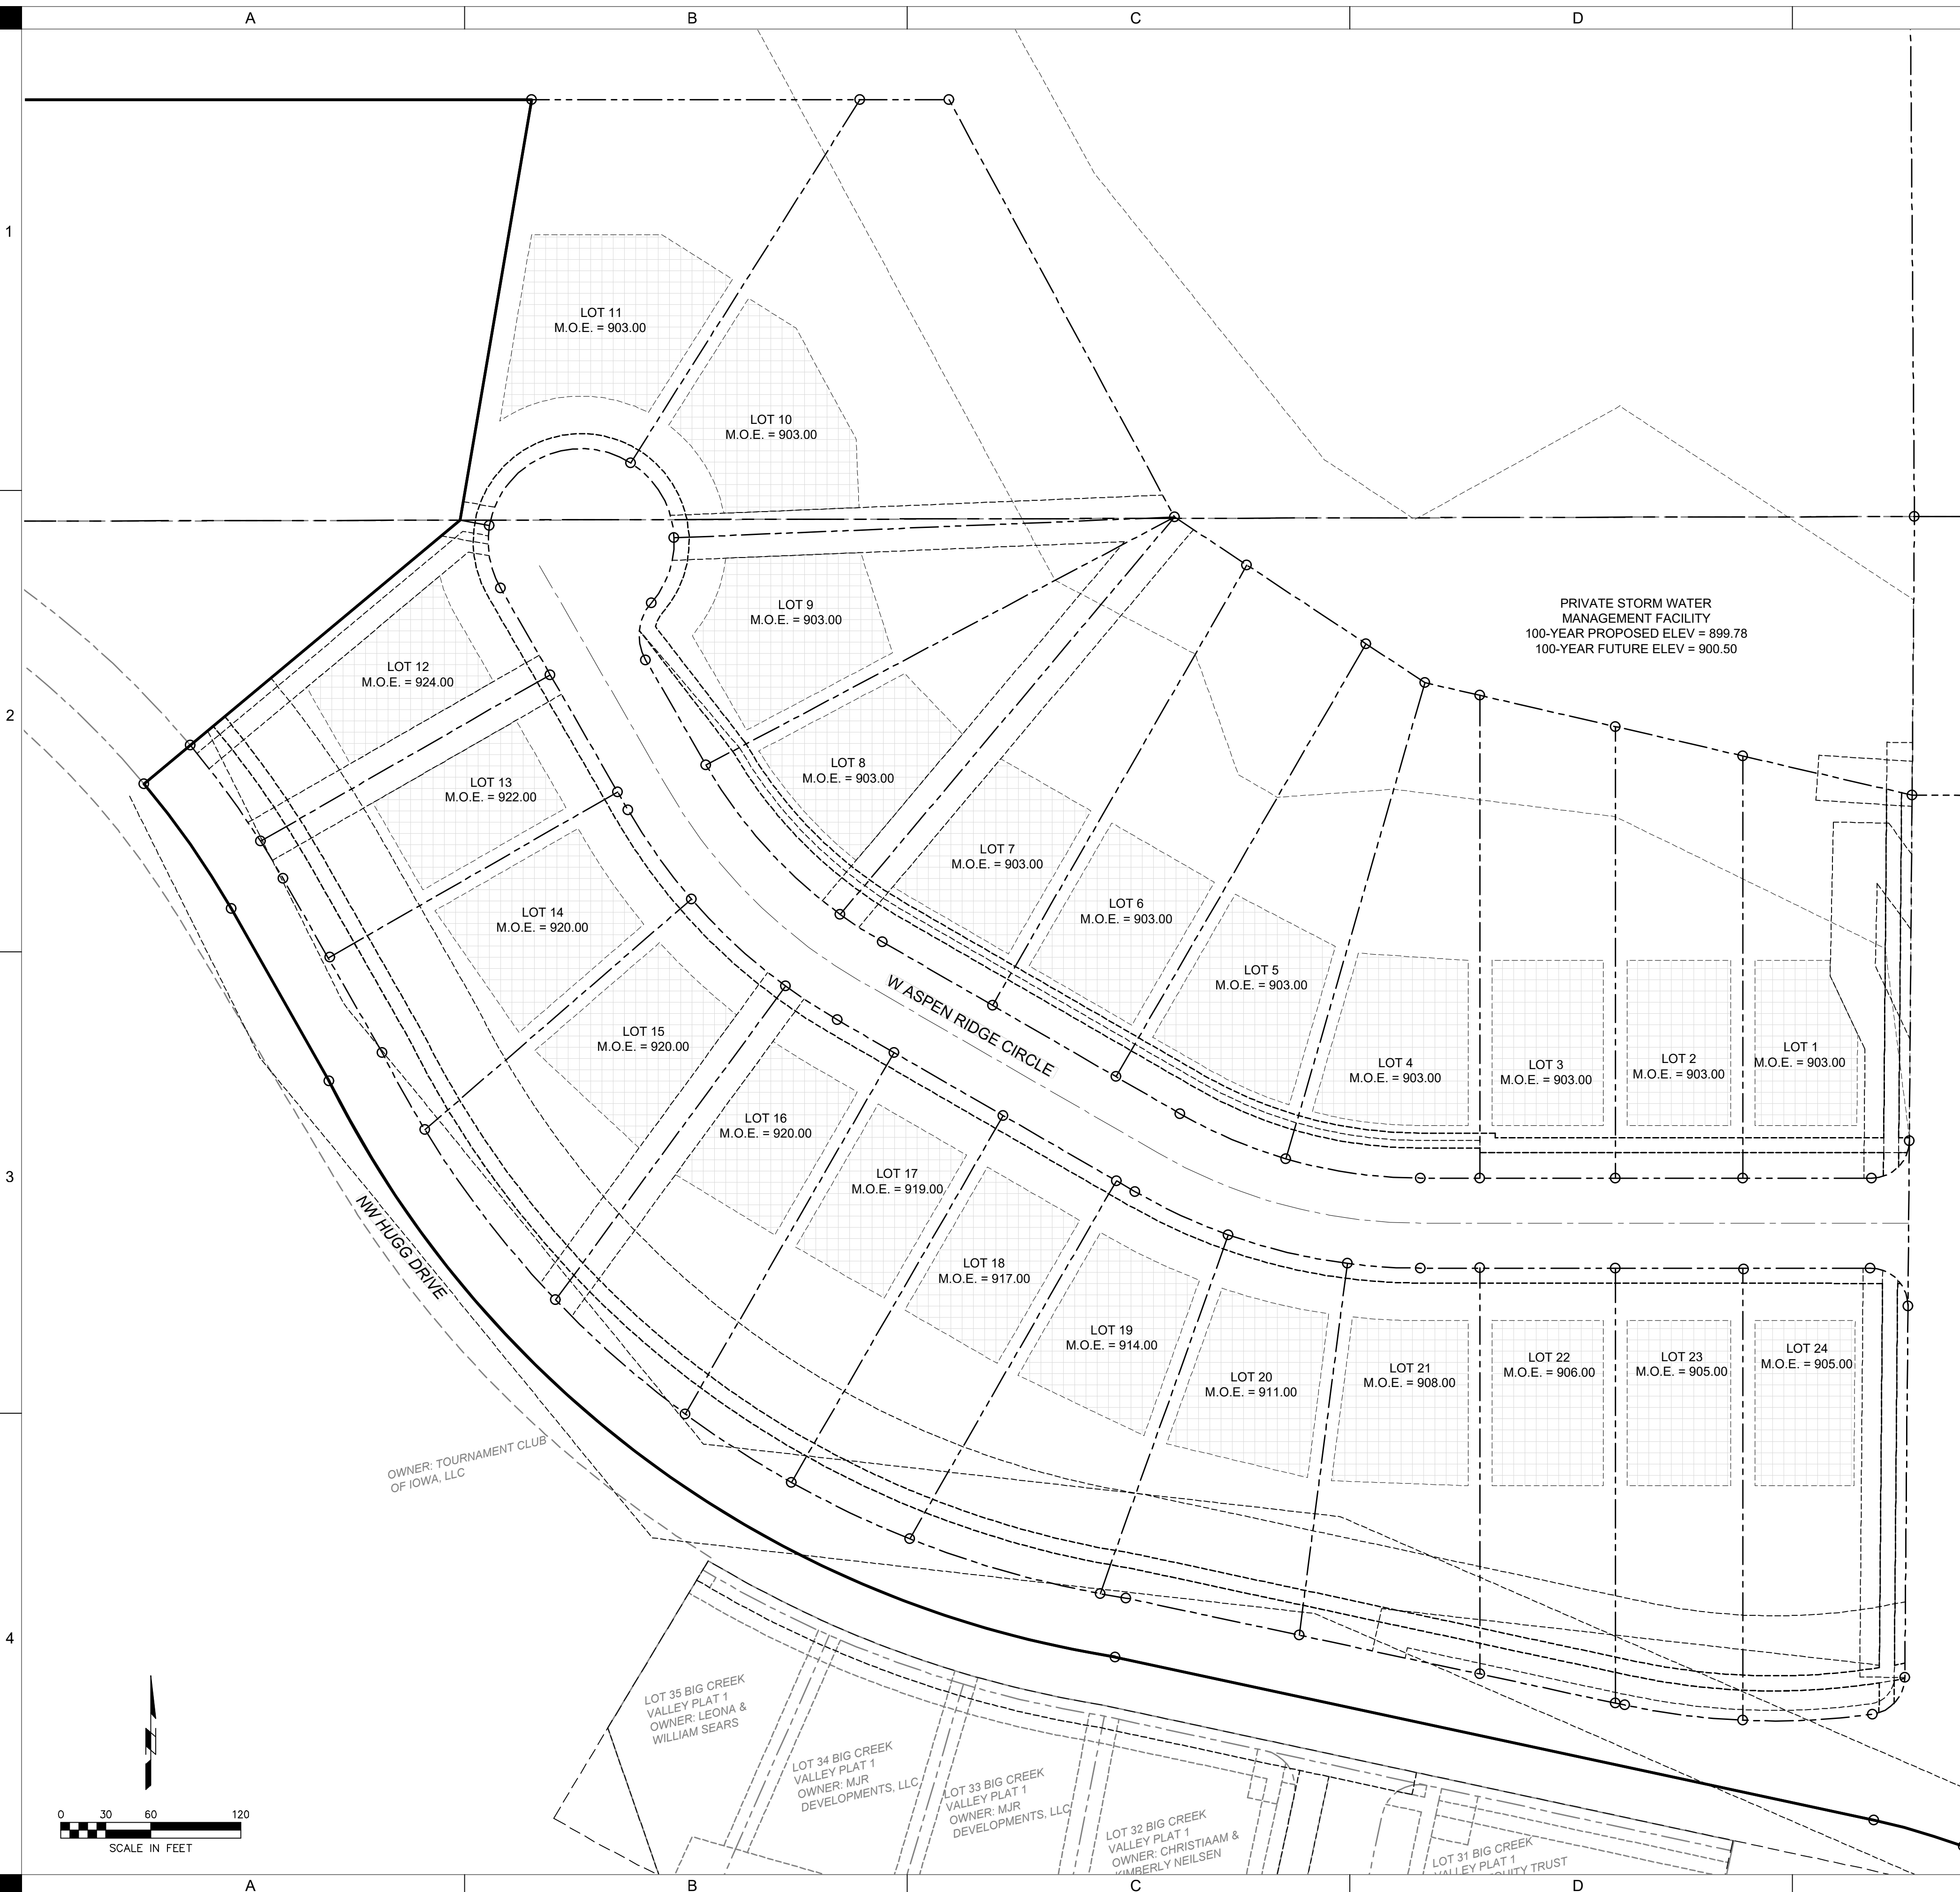 A
B
C
D
1
LOT 11
M.O.E. = 903.00
LOT 10
M.O.E. = 903.00
PRIVATE STORM WATER
MANAGEMENT FACILITY
100-YEAR PROPOSED ELEV = 899.78
100-YEAR FUTURE ELEV = 900.50
LOT 9
M.O.E. = 903.00
LOT 12
M.O.E. = 924.00
2
LOT 8
M.O.E. = 903.00
LOT 13
M.O.E. = 922.00
LOT 7
M.O.E. = 903.00
LOT 6
M.O.E. = 903.00
LOT 14
M.O.E. = 920.00
LOT 5
M.O.E. = 903.00
W ASPEN RIDGE CIRCLE
LOT 15
M.O.E. = 920.00
LOT 4
M.O.E. = 903.00
LOT 3
M.O.E. = 903.00
LOT 2
M.O.E. = 903.00
LOT 1
M.O.E. = 903.00
LOT 16
M.O.E. = 920.00
3
LOT 17
M.O.E. = 919.00
NW HUGG DRIVE
LOT 18
M.O.E. = 917.00
LOT 19
M.O.E. = 914.00
LOT 20
M.O.E. = 911.00
LOT 21
M.O.E. = 908.00
LOT 22
M.O.E. = 906.00
LOT 23
M.O.E. = 905.00
LOT 24
M.O.E. = 905.00
OWNER: TOURNAMENT CLUB
OF IOWA, LLC
4
LOT 35 BIG CREEK
VALLEY PLAT 1
OWNER: LEONA &
WILLIAM SEARS
LOT 34 BIG CREEK
VALLEY PLAT 1
OWNER: MJR
DEVELOPMENTS, LLC
LOT 33 BIG CREEK
VALLEY PLAT 1
OWNER: MJR
DEVELOPMENTS, LLC
LOT 32 BIG CREEK
VALLEY PLAT 1
OWNER: CHRISTIAAM &
KIMBERLY NEILSEN
LOT 31 BIG CREEK
VALLEY PLAT 1
TRUST
N
0 30 60 120
SCALE IN FEET
A
B
C
D